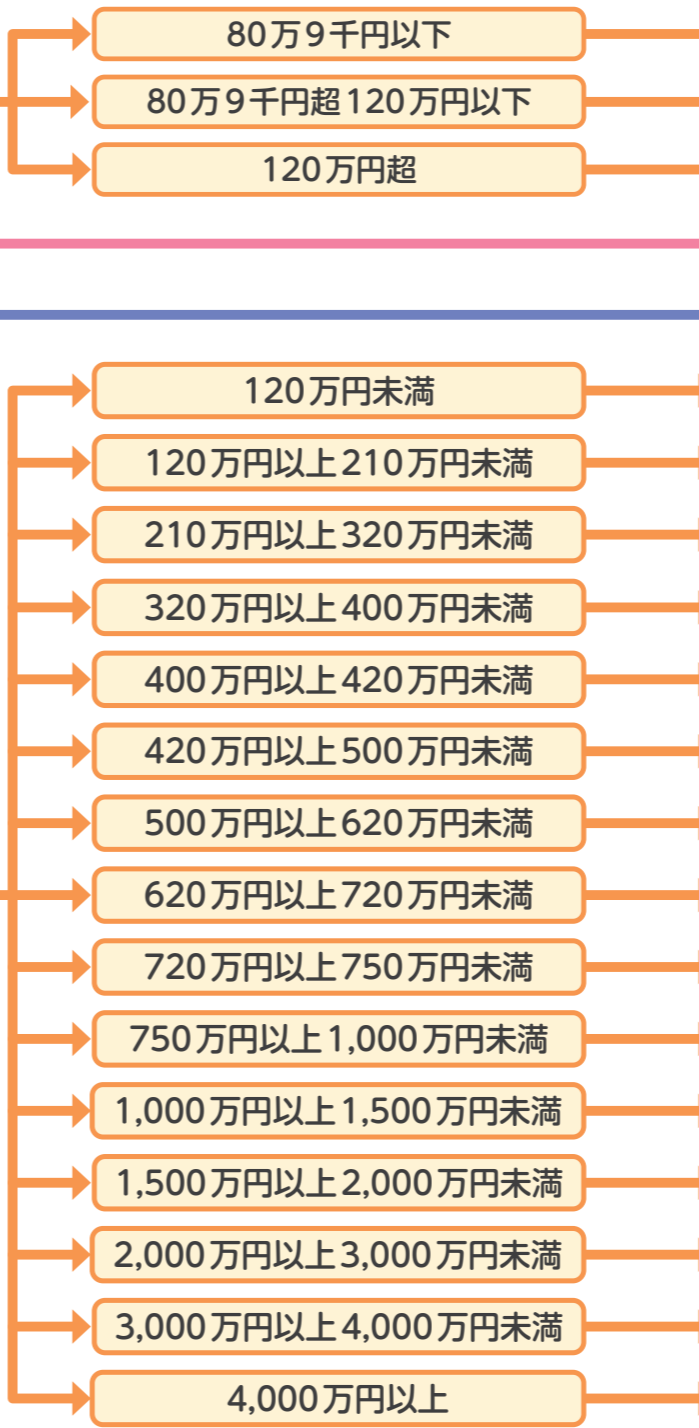 80万9千円以下
80万9千円超120万円以下
120万円超
120万円未満
120万円以上210万円未満
210万円以上320万円未満
320万円以上400万円未満
400万円以上420万円未満
420万円以上500万円未満
500万円以上620万円未満
620万円以上720万円未満
720万円以上750万円未満
750万円以上1,000万円未満
1,000万円以上1,500万円未満
1,500万円以上2,000万円未満
2,000万円以上3,000万円未満
3,000万円以上4,000万円未満
4,000万円以上